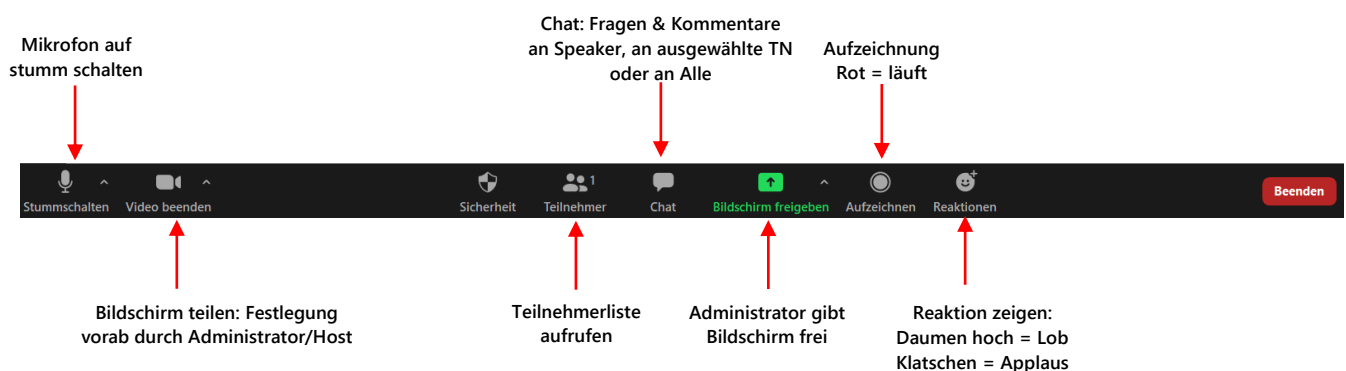 Mikrofon auf
stumm schalten
Chat: Fragen & Kommentare
an Speaker, an ausgewählte TN
oder an Alle
Aufzeichnung
Rot = läuft
1
Stummschalten
Video beenden
Sicherheit
Teilnehmer
Chat
Bildschirm freigeben
Aufzeichnen
Reaktionen
Beenden
Bildschirm teilen: Festlegung
vorab durch Administrator/Host
Teilnehmerliste
aufrufen
Administrator gibt
Bildschirm frei
Reaktion zeigen:
Daumen hoch = Lob
Klatschen = Applaus